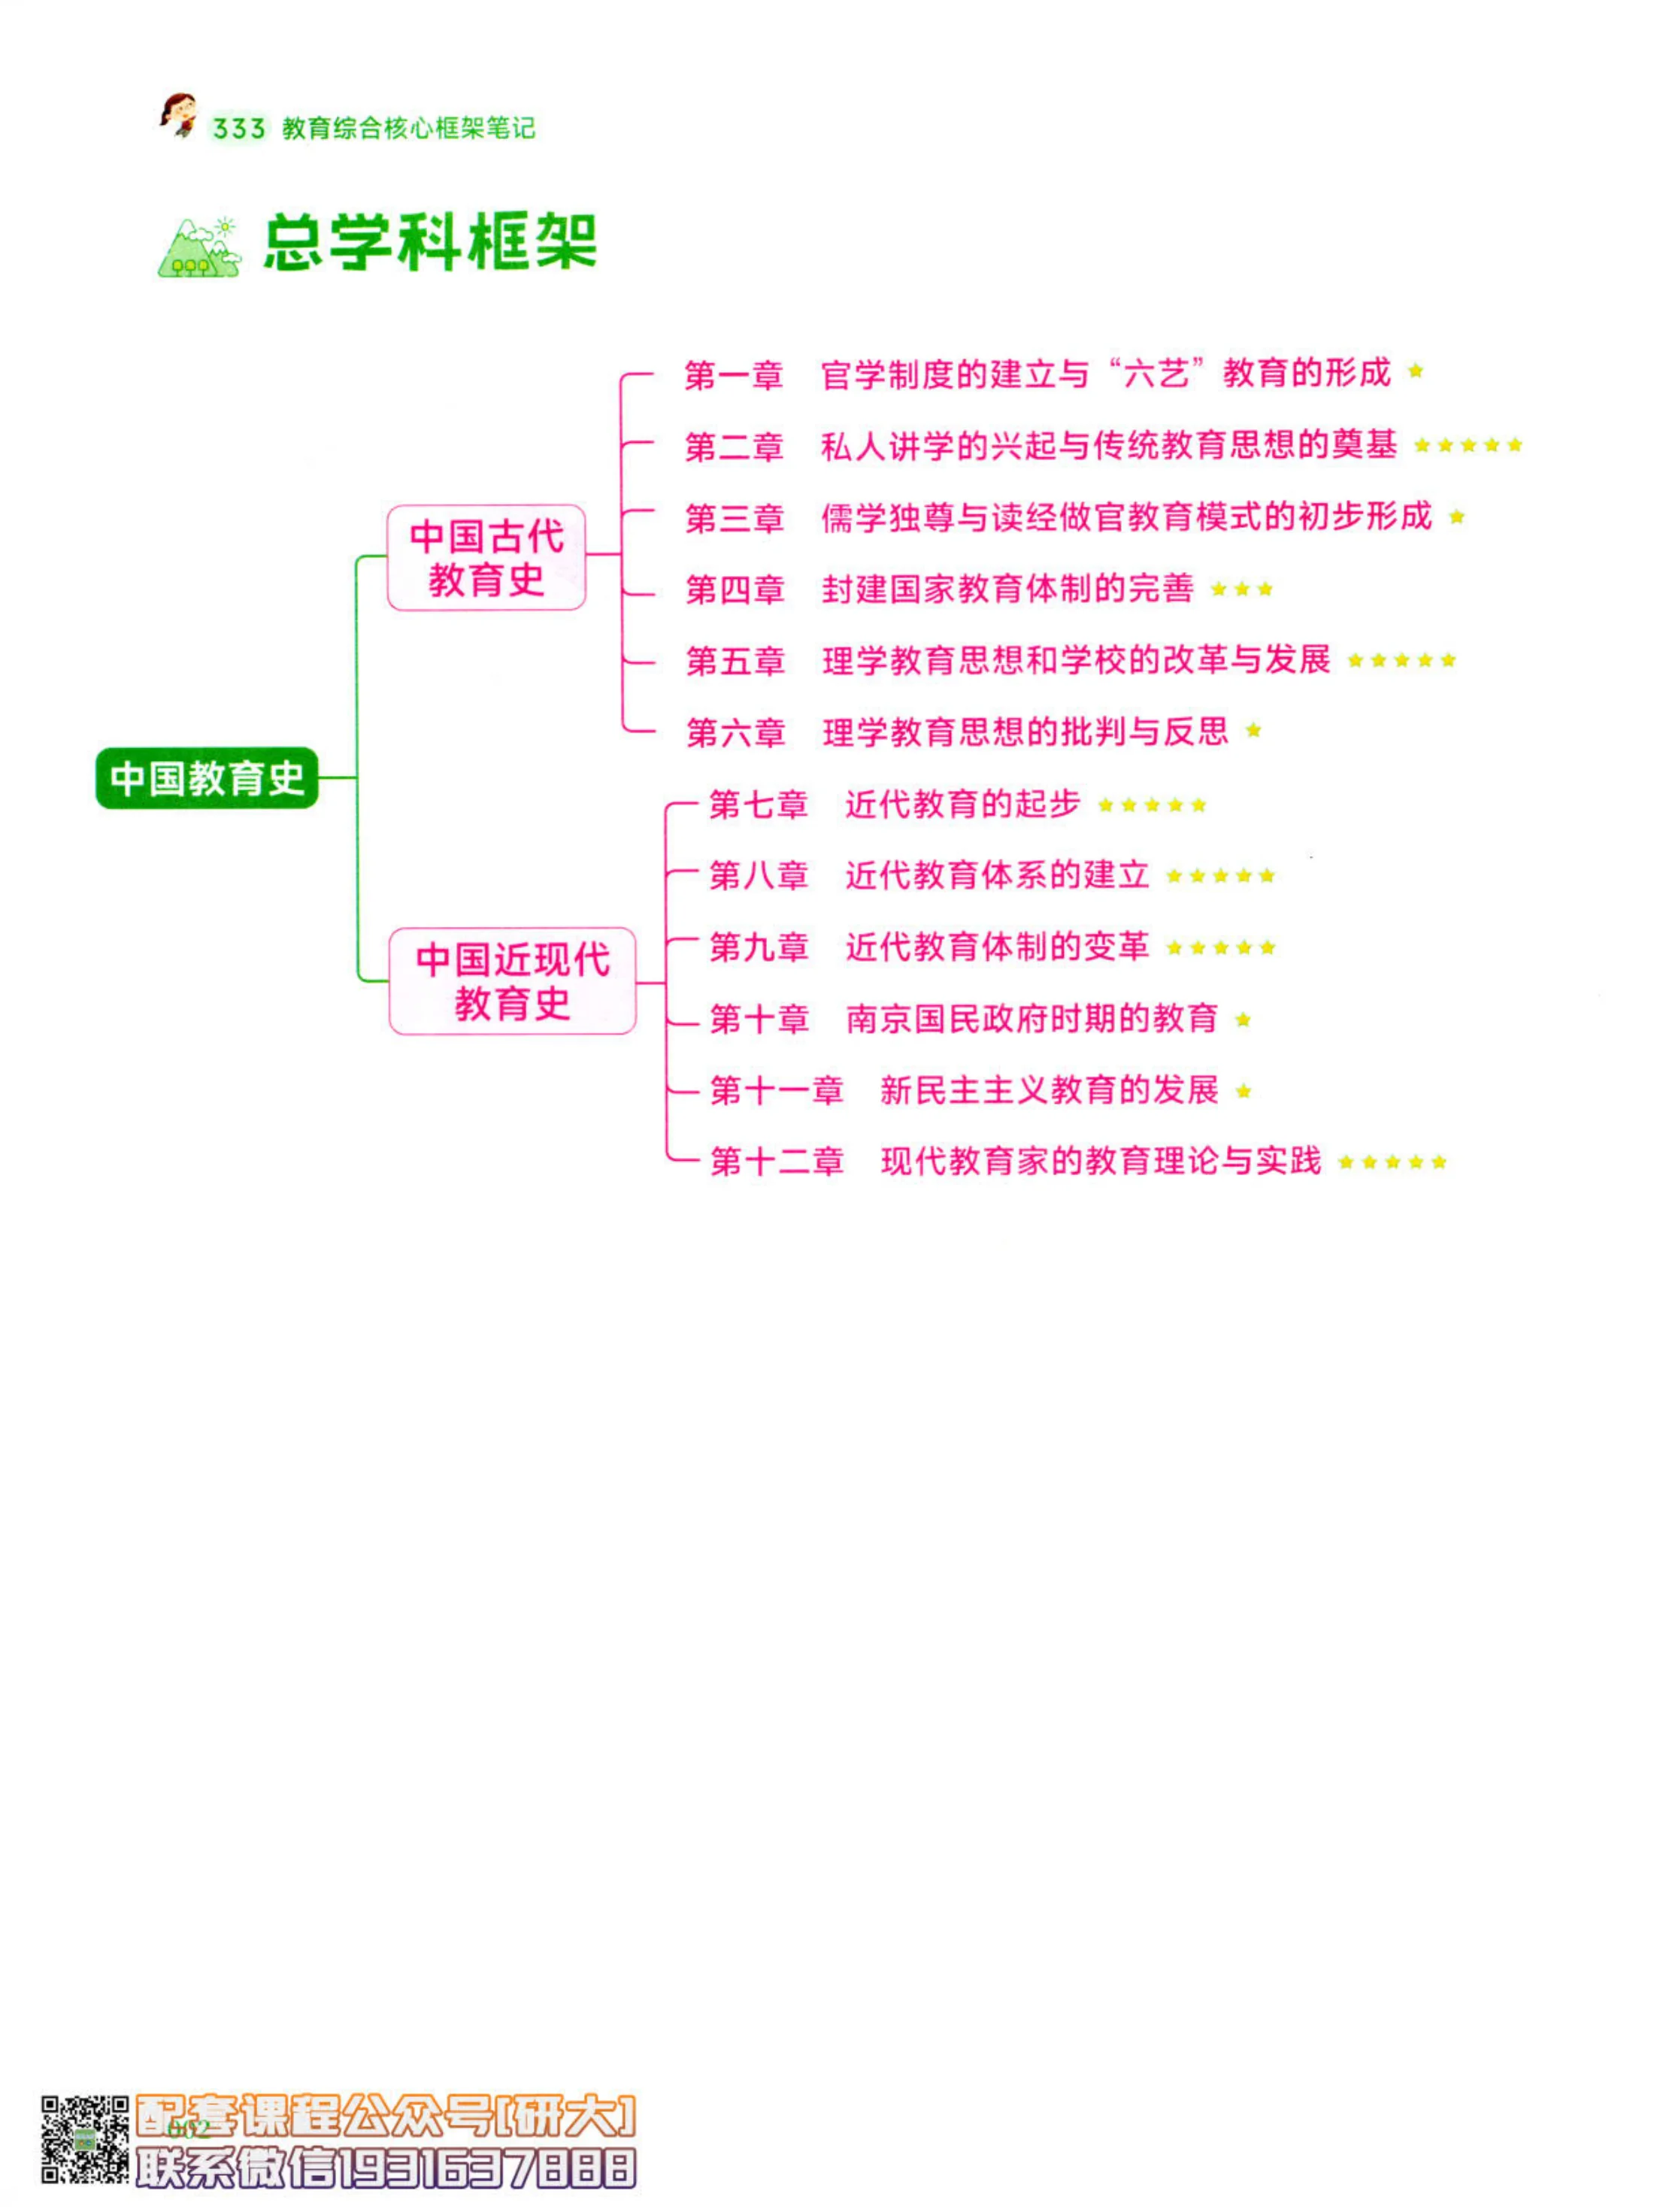 333 教育综合核心框架笔记
总学科框架
第一章 官学制度的建立与“六艺”教育的形成 ★
第二章 私人讲学的兴起与传统教育思想的奠基 ★★★★★
第三章 儒学独尊与读经做官教育模式的初步形成 ★
中国古代
教育史
第四章 封建国家教育体制的完善 ★★★
第五章 理学教育思想和学校的改革与发展 ★★★★★
第六章 理学教育思想的批判与反思 ★
中国教育史
第七章 近代教育的起步 ★★★★★
第八章 近代教育体系的建立 ★★★★★
第九章 近代教育体制的变革 ★★★★★
中国近现代
教育史
第十章 南京国民政府时期的教育 ★
第十一章 新民主主义教育的发展 ★
第十二章 现代教育家的教育理论与实践 ★★★★★
配套课程公众号[研大]
002
联系微信1931637888